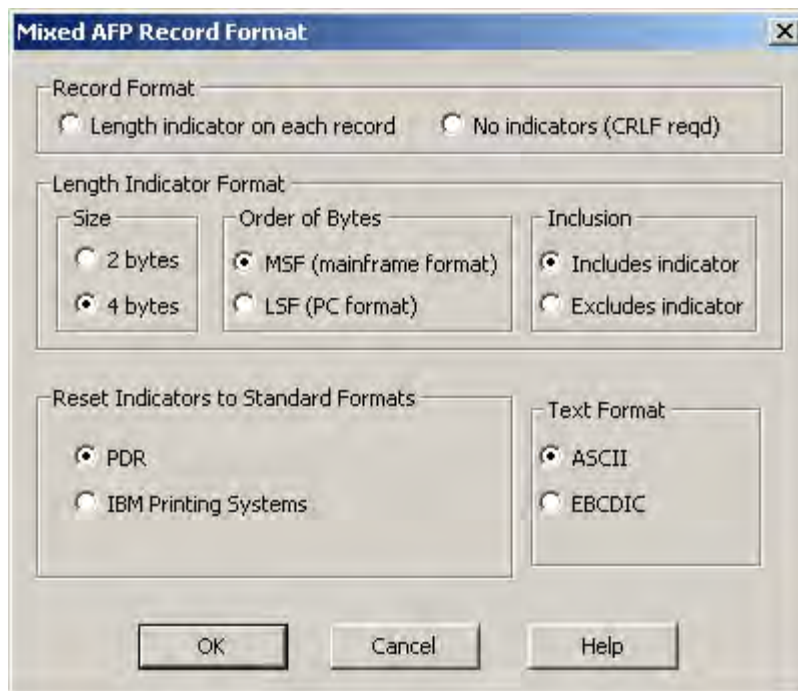 Mixed AFP Record Format
Record Format
Length indicator on each record
No indicators (CRLF reqd)
Length Indicator Format
Size
2 bytes
4 bytes
Order of Bytes
MSF (mainframe format)
LSF (PC format)
Inclusion
Includes indicator
Excludes indicator
Reset Indicators to Standard Formats
PDR
IBM Printing Systems
Text Format
ASCII
EBCDIC
OK
Cancel
Help